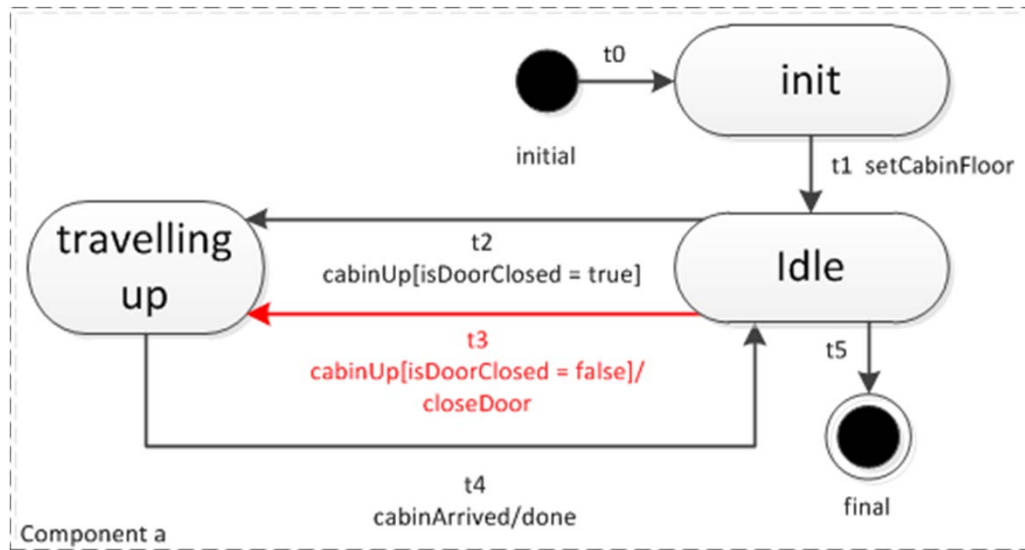 t0
init
initial
t1 setCabinFloor
travelling
up
t2
cabinUp[isDoorClosed = true]
Idle
t3
cabinUp[isDoorClosed = false]/
closeDoor
t5
t4
cabinArrived/done
final
Component a